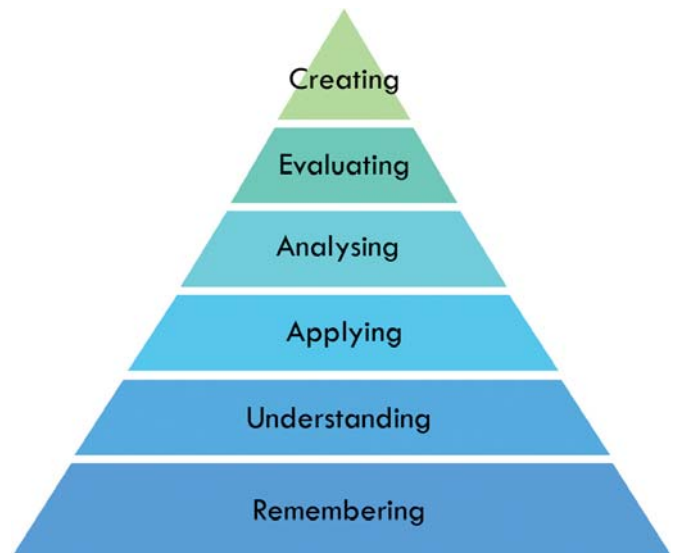 Creating
Evaluating
Analysing
Applying
Understanding
Remembering